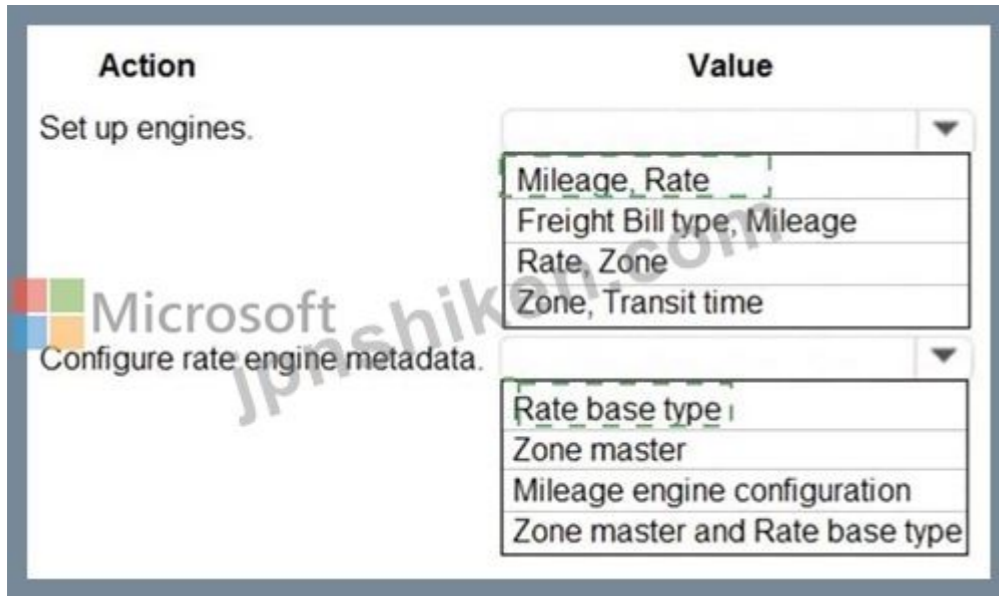 Action Value
Set up engines.
Mileage, Rate
Freight Bill type, Mileage
Rate, Zone
Zone, Transit time
Microsoft
jpnshiken.com
Configure rate engine metadata.
Rate base type
Zone master
Mileage engine configuration
Zone master and Rate base type